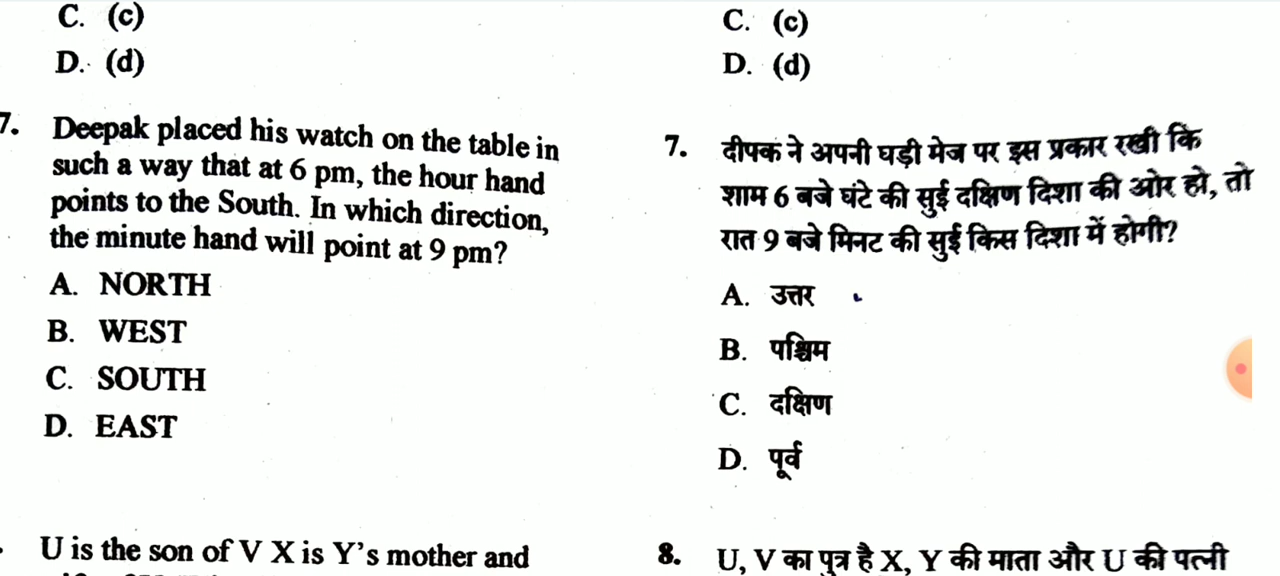 C. (c)
D. (d)
7. Deepak placed his watch on the table in
such a way that at 6 pm, the hour hand
points to the South. In which direction,
the minute hand will point at 9 pm?
A. NORTH
B. WEST
C. SOUTH
D. EAST
U is the son of V X is Y's mother and
C. (c)
D. (d)
7. दीपक ने अपनी घड़ी मेज पर इस प्रकार रखी कि
शाम 6 बजे घंटे की सुई दक्षिण दिशा की ओर हो, तो
रात 9 बजे मिनट की सुई किस दिशा में होगी?
A. उत्तर
B. पश्चिम
C. दक्षिण
D. पूर्व
8. U, V का पुत्र है X, Y की माता और U की पत्नी